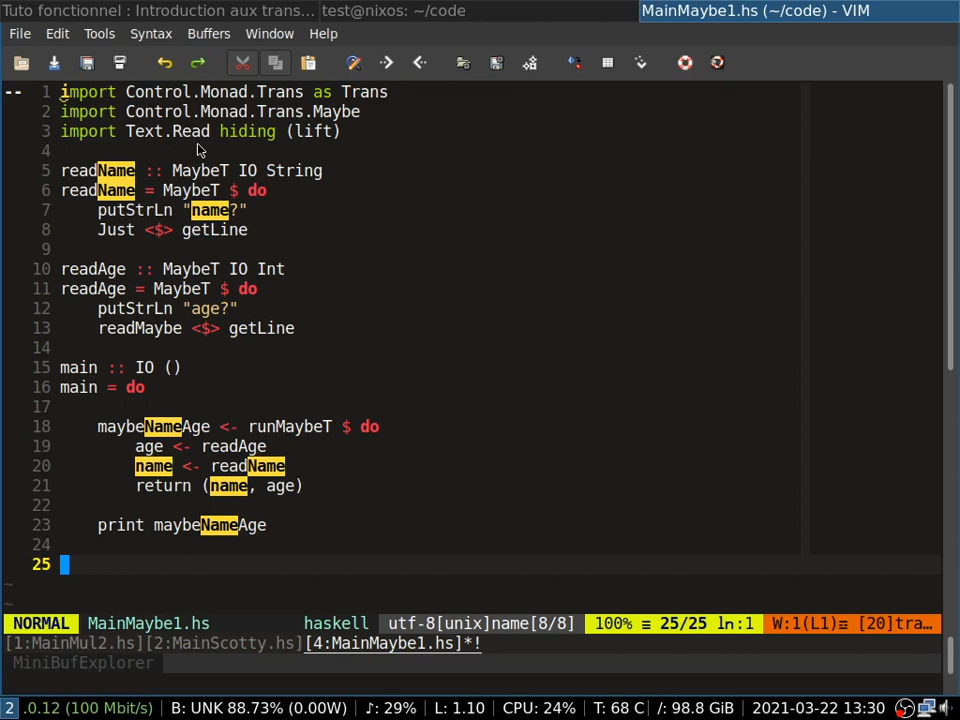 Tuto fonctionnel : Introduction aux trans... test@nixos: ~/code MainMaybe1.hs (~/code) - VIM
File Edit Tools Syntax Buffers Window Help
-- 1 import Control.Monad.Trans as Trans
2 import Control.Monad.Trans.Maybe
3 import Text.Read hiding (lift)
4
5 readName :: MaybeT IO String
6 readName = MaybeT $ do
7 putStrLn "name?"
8 Just <$> getLine
9
10 readAge :: MaybeT IO Int
11 readAge = MaybeT $ do
12 putStrLn "age?"
13 readMaybe <$> getLine
14
15 main :: IO ()
16 main = do
17
18 maybeNameAge <- runMaybeT $ do
19 age <- readAge
20 name <- readName
21 return (name, age)
22
23 print maybeNameAge
24
25
~
~
NORMAL MainMaybe1.hs haskell utf-8[unix]name[8/8] 100% ≡ 25/25 ln:1 W:1(L1)≡ [20]tra…
[1:MainMul2.hs][2:MainScotty.hs][4:MainMaybe1.hs]*!
MiniBufExplorer
2 .0.12 (100 Mbit/s) B: UNK 88.73% (0.00W) ♪: 29% L: 1.10 CPU: 24% T: 68 C /: 98.8 GiB 2021-03-22 13:30